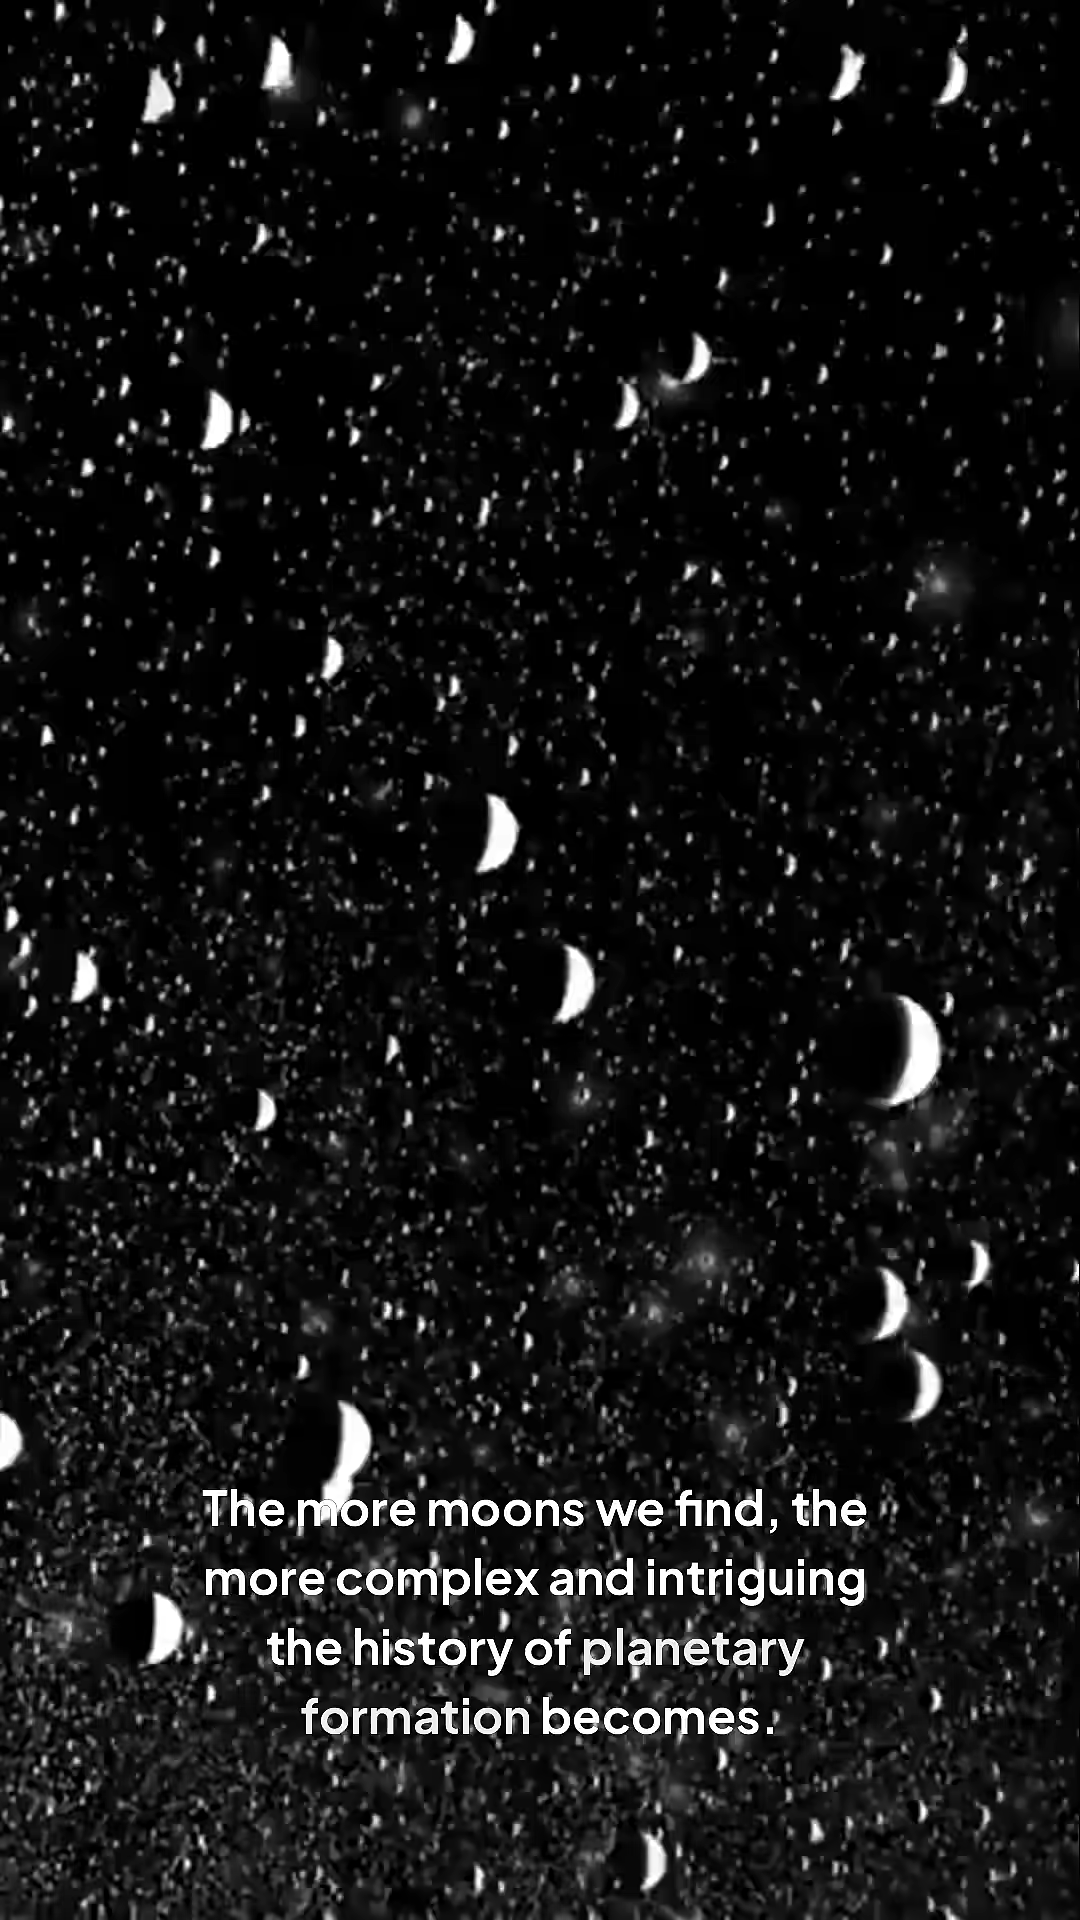 The more moons we find, the
more complex and intriguing
the history of planetary
formation becomes.